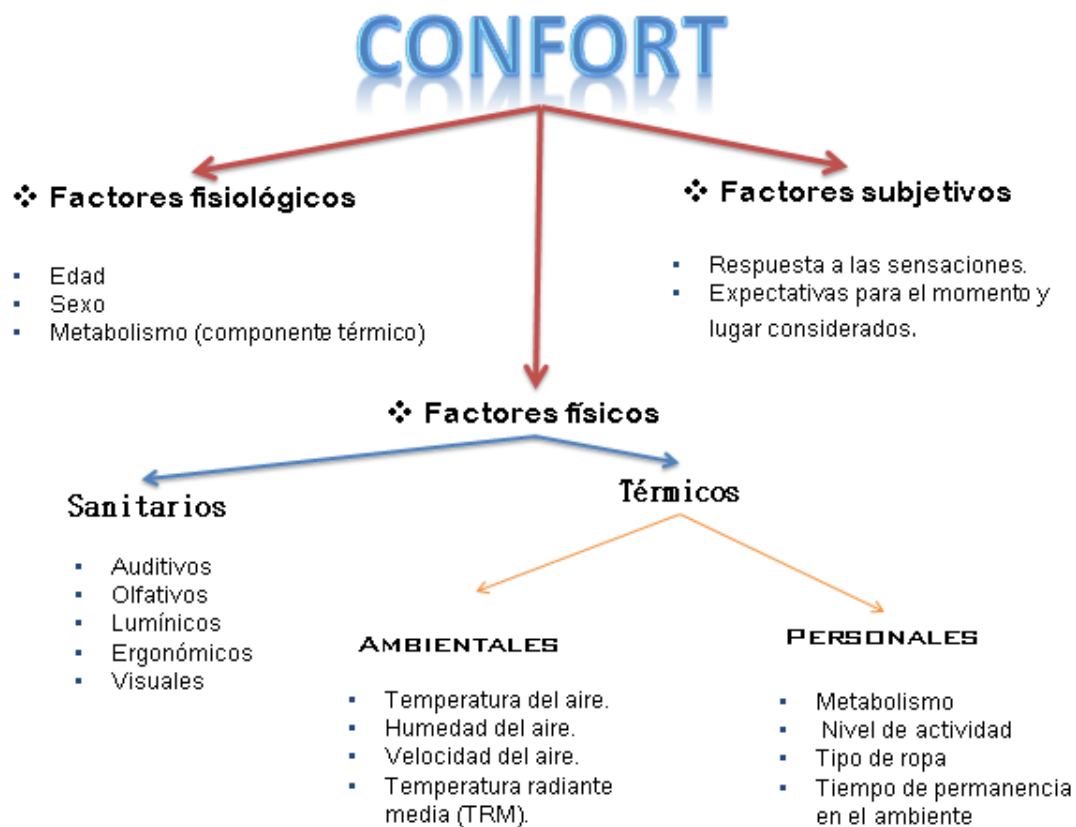 CONFORT
❖ Factores fisiológicos
▪ Edad
▪ Sexo
▪ Metabolismo (componente térmico)
❖ Factores subjetivos
▪ Respuesta a las sensaciones.
▪ Expectativas para el momento y
lugar considerados.
❖ Factores físicos
Sanitarios
▪ Auditivos
▪ Olfativos
▪ Lumínicos
▪ Ergonómicos
▪ Visuales
Térmicos
AMBIENTALES
▪ Temperatura del aire.
▪ Humedad del aire.
▪ Velocidad del aire.
▪ Temperatura radiante
media (TRM).
PERSONALES
▪ Metabolismo
▪ Nivel de actividad
▪ Tipo de ropa
▪ Tiempo de permanencia
en el ambiente